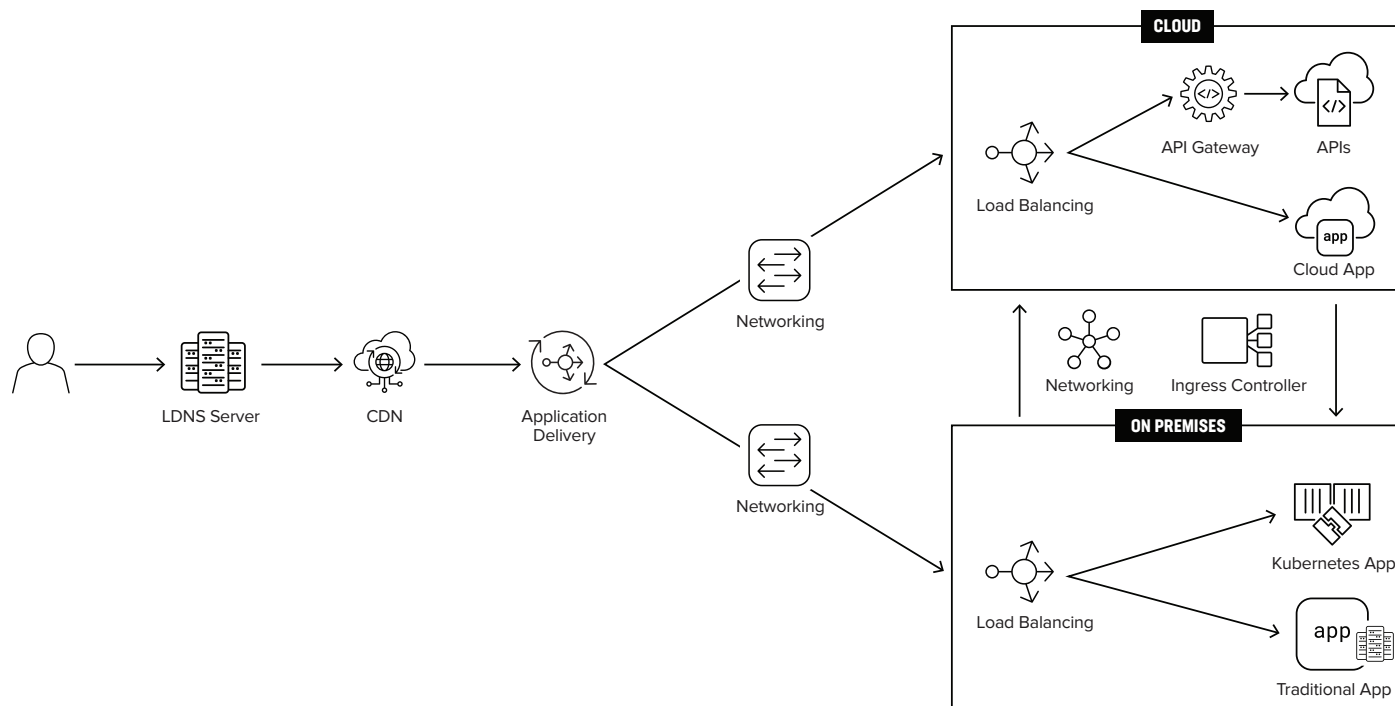 CLOUD
</>
</>
API Gateway
APIs
Load Balancing
app
Cloud App
Networking
LDNS Server
CDN
Application
Delivery
Networking
Ingress Controller
Networking
ON PREMISES
Kubernetes App
Load Balancing
app
Traditional App